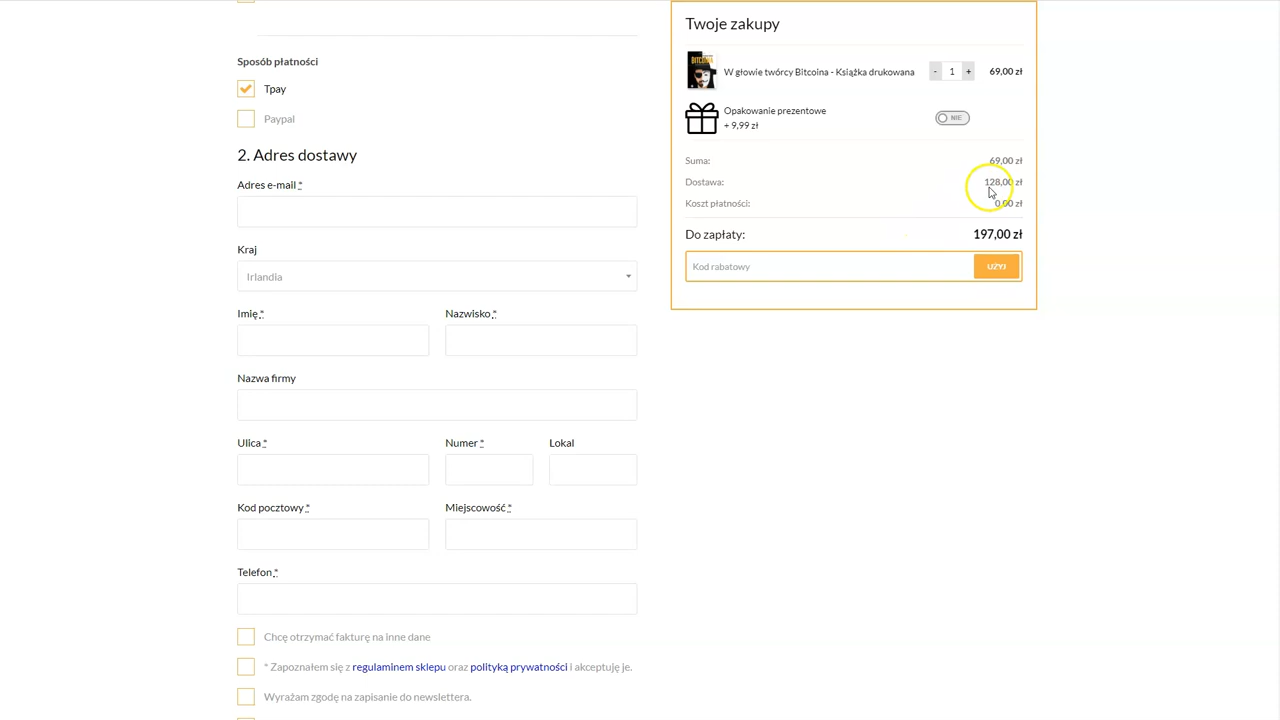 Sposób płatności
Tpay
Paypal
2. Adres dostawy
Adres e-mail *
Kraj
Irlandia
Imię *
Nazwisko *
Nazwa firmy
Ulica *
Numer *
Lokal
Kod pocztowy *
Miejscowość *
Telefon *
Chcę otrzymać fakturę na inne dane
* Zapoznałem się z regulaminem sklepu oraz polityką prywatności i akceptuję je.
Wyrażam zgodę na zapisanie do newslettera.
Twoje zakupy
BITCOINA
W głowie twórcy Bitcoina - Książka drukowana - 1 + 69,00 zł
Opakowanie prezentowe
+ 9,99 zł
NIE
Suma: 69,00 zł
Dostawa: 128,00 zł
Koszt płatności: 0,00 zł
Do zapłaty: 197,00 zł
Kod rabatowy UŻYJ